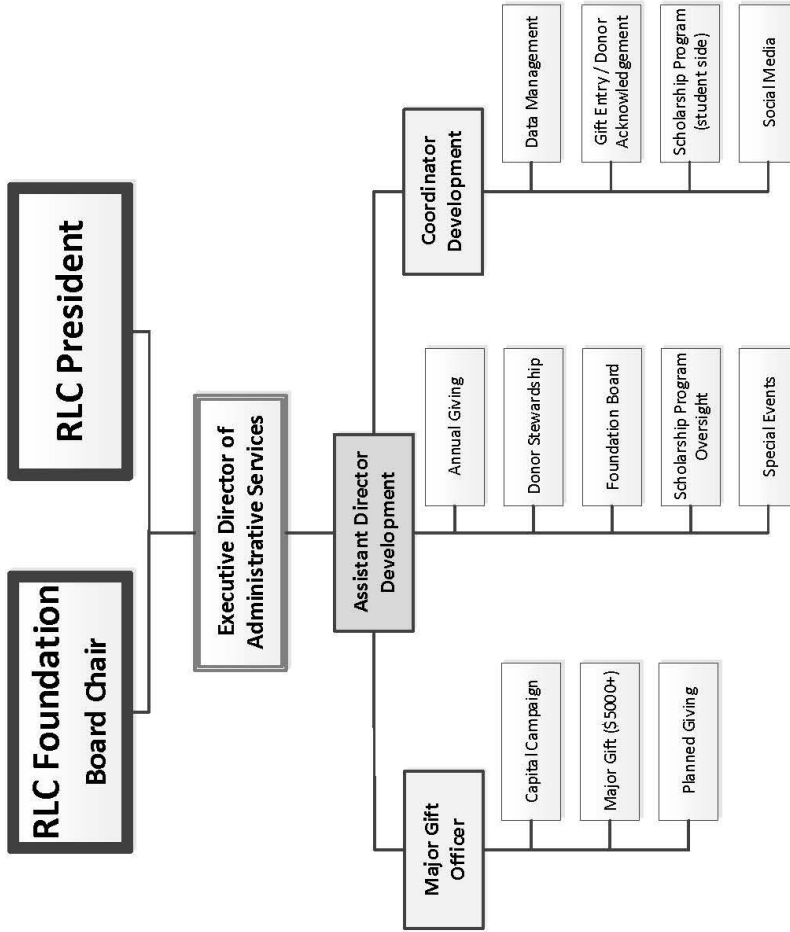 RLC Foundation
Board Chair
RLC President
Executive Director of
Administrative Services
Assistant Director
Development
Major Gift
Officer
Capital Campaign
Major Gift ($5000+)
Planned Giving
Annual Giving
Donor Stewardship
Foundation Board
Scholarship Program
Oversight
Special Events
Coordinator
Development
Data Management
Gift Entry / Donor
Acknowledgement
Scholarship Program
(student side)
Social Media